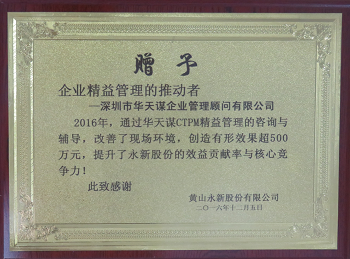 赠予
企业精益管理的推动者
—深圳市华天谋企业管理顾问有限公司
2016年，通过华天谋CTPM精益管理的咨询与
辅导，改善了现场环境，创造有形效果超500
万元，提升了永新股份的效益贡献率与核心竞
争力！
此致感谢
黄山永新股份有限公司
二〇一六年十二月五日